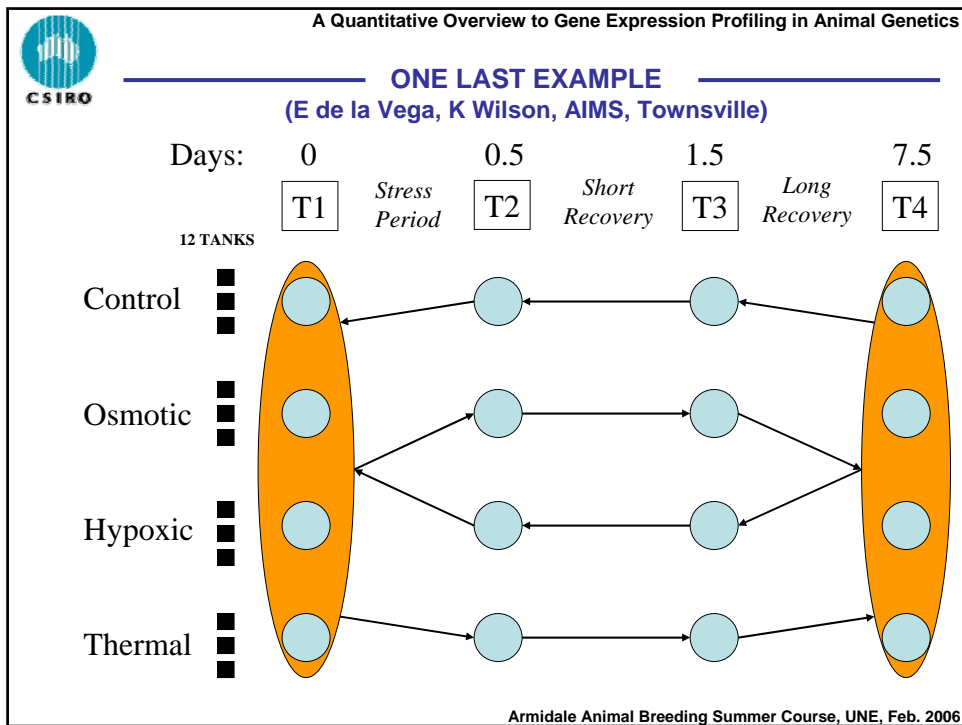 A Quantitative Overview to Gene Expression Profiling in Animal Genetics
CSIRO
ONE LAST EXAMPLE
(E de la Vega, K Wilson, AIMS, Townsville)
Days: 0 0.5 1.5 7.5
T1 Stress Period T2 Short Recovery T3 Long Recovery T4
12 TANKS
Control
Osmotic
Hypoxic
Thermal
Armidale Animal Breeding Summer Course, UNE, Feb. 2006